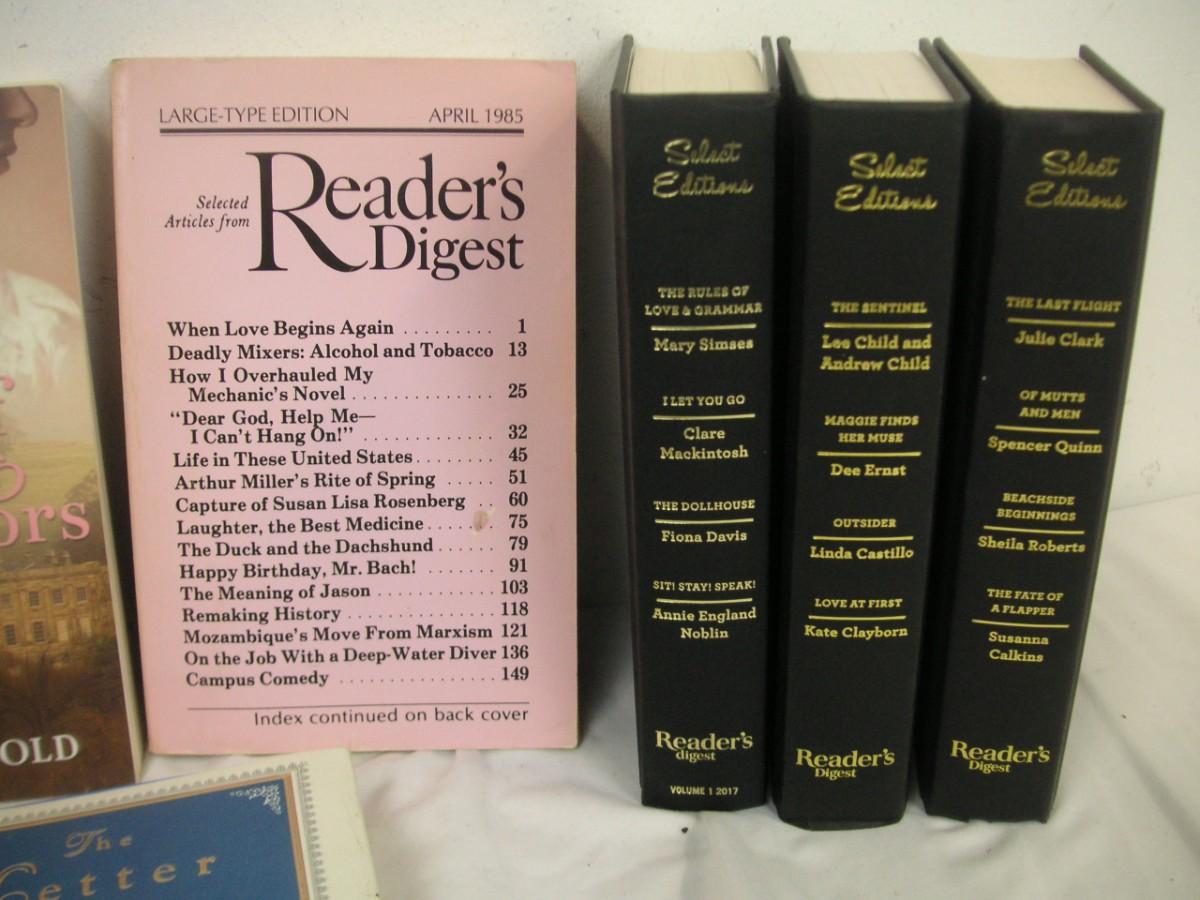 LARGE-TYPE EDITION APRIL 1985
Selected
Articles from
Reader's
Digest
When Love Begins Again ......... 1
Deadly Mixers: Alcohol and Tobacco 13
How I Overhauled My
Mechanic's Novel .............. 25
"Dear God, Help Me—
I Can't Hang On!" .............. 32
Life in These United States ........ 45
Arthur Miller's Rite of Spring ..... 51
Capture of Susan Lisa Rosenberg .. 60
Laughter, the Best Medicine ...... 75
The Duck and the Dachshund ...... 79
Happy Birthday, Mr. Bach! ....... 91
The Meaning of Jason ............ 103
Remaking History ............... 118
Mozambique's Move From Marxism 121
On the Job With a Deep-Water Diver 136
Campus Comedy ................ 149
Index continued on back cover
Select
Editions
THE RULES OF
LOVE & GRAMMAR
Mary Simses
I LET YOU GO
Clare
Mackintosh
THE DOLLHOUSE
Fiona Davis
SIT! STAY! SPEAK!
Annie England
Noblin
Reader's
digest
VOLUME 1 2017
Select
Editions
THE SENTINEL
Lee Child and
Andrew Child
MAGGIE FINDS
HER MUSE
Dee Ernst
OUTSIDER
Linda Castillo
LOVE AT FIRST
Kate Clayborn
Reader's
Digest
Select
Editions
THE LAST FLIGHT
Julie Clark
OF MUTTS
AND MEN
Spencer Quinn
BEACHSIDE
BEGINNINGS
Sheila Roberts
THE FATE OF
A FLAPPER
Susanna
Calkins
Reader's
Digest
ors
OLD
The
Letter